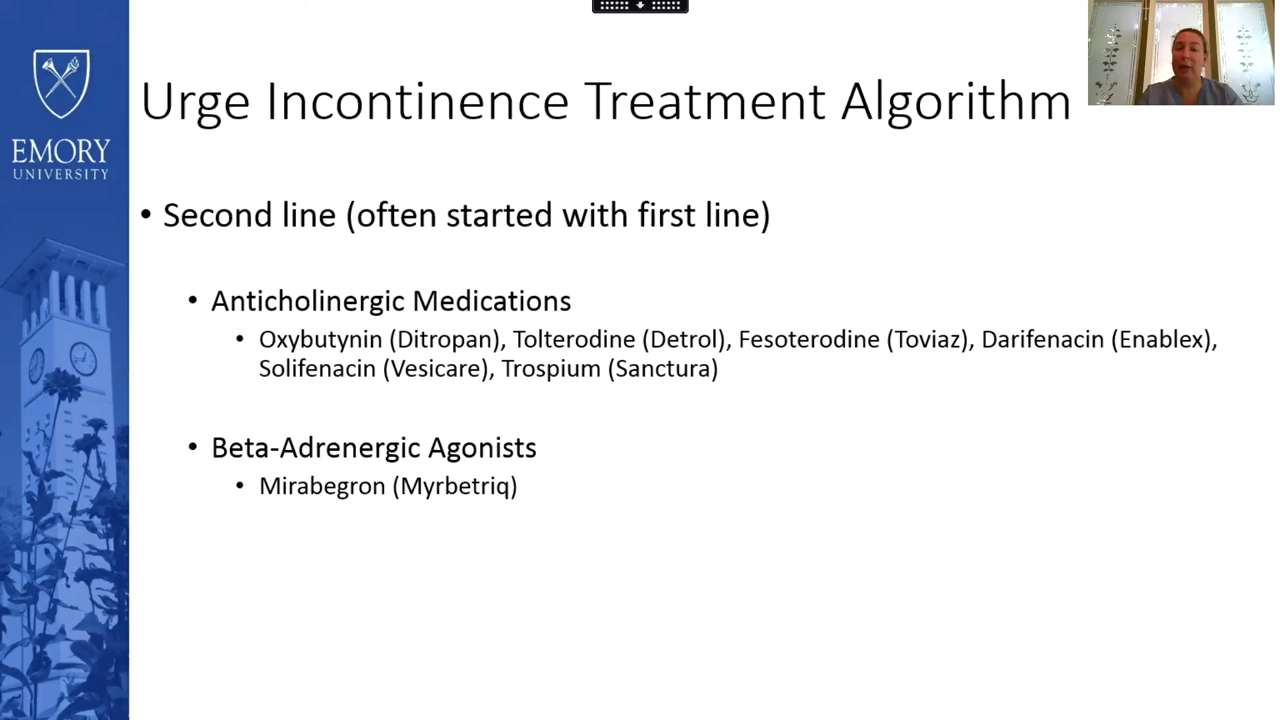 Urge Incontinence Treatment Algorithm
EMORY
UNIVERSITY
• Second line (often started with first line)
• Anticholinergic Medications
• Oxybutynin (Ditropan), Tolterodine (Detrol), Fesoterodine (Toviaz), Darifenacin (Enablex),
Solifenacin (Vesicare), Trospium (Sanctura)
• Beta-Adrenergic Agonists
• Mirabegron (Myrbetriq)